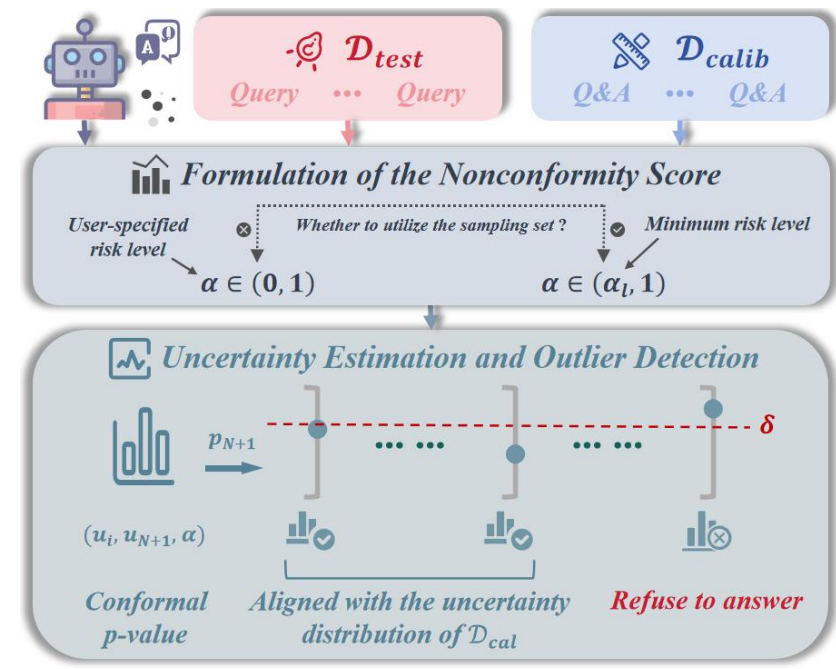 A
D_test
Query ••• Query
D_calib
Q&A ••• Q&A
Formulation of the Nonconformity Score
User-specified
risk level
Whether to utilize the sampling set ?
Minimum risk level
α ∈ (0, 1)
α ∈ (α_l, 1)
Uncertainty Estimation and Outlier Detection
p_{N+1}
••• •••
••• •••
δ
(u_i, u_{N+1}, α)
Conformal
p-value
Aligned with the uncertainty
distribution of D_cal
Refuse to answer